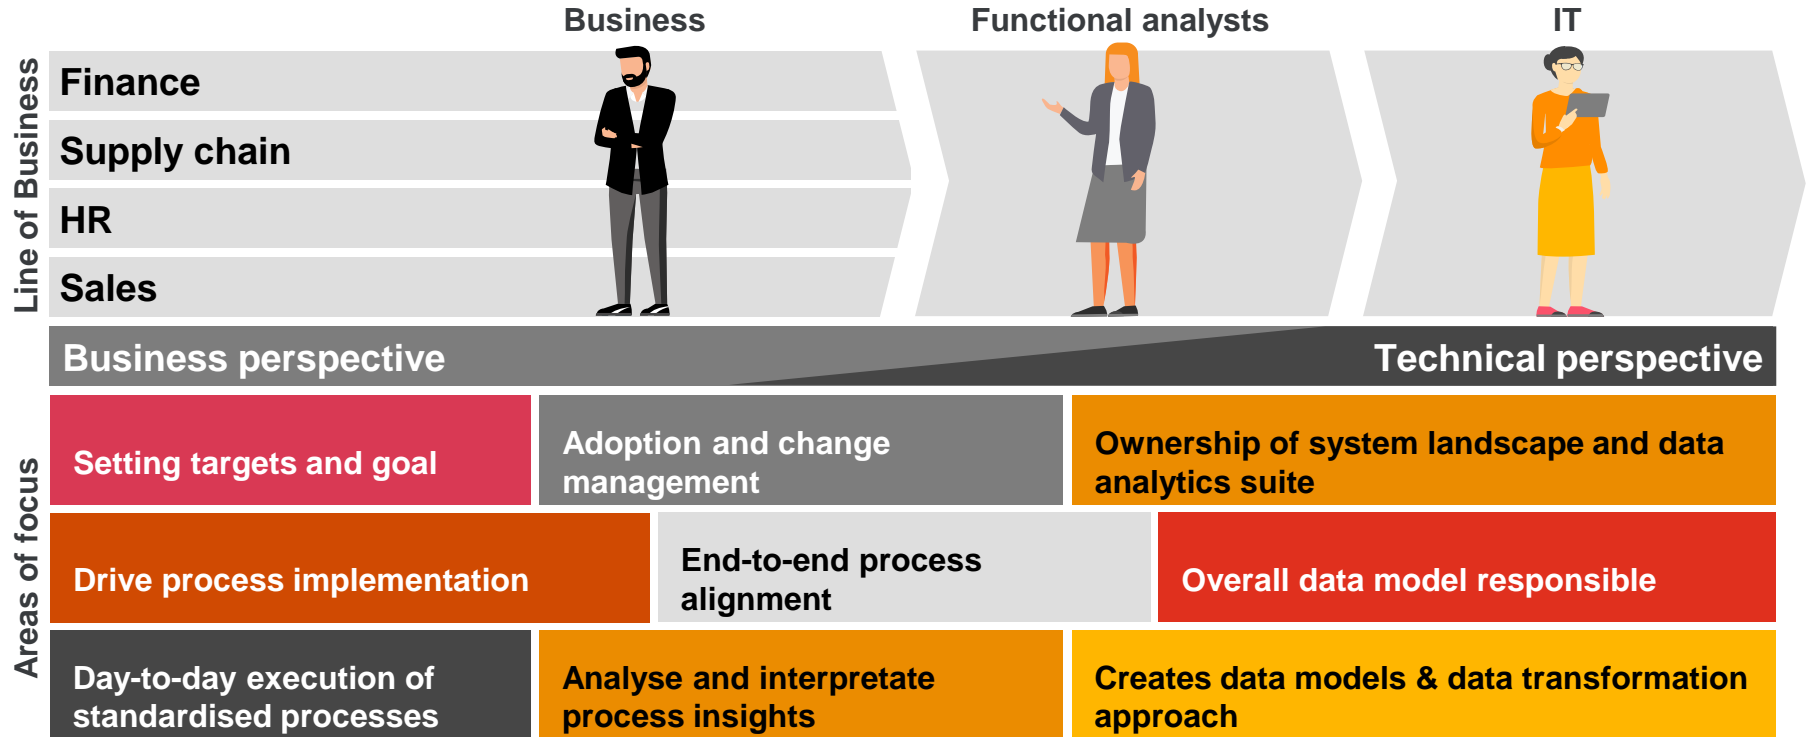 Business
Functional analysts
IT
Line of Business
Finance
Supply chain
HR
Sales
Business perspective
Technical perspective
Areas of focus
Setting targets and goal
Adoption and change
management
Ownership of system landscape and data
analytics suite
Drive process implementation
End-to-end process
alignment
Overall data model responsible
Day-to-day execution of
standardised processes
Analyse and interpretate
process insights
Creates data models & data transformation
approach